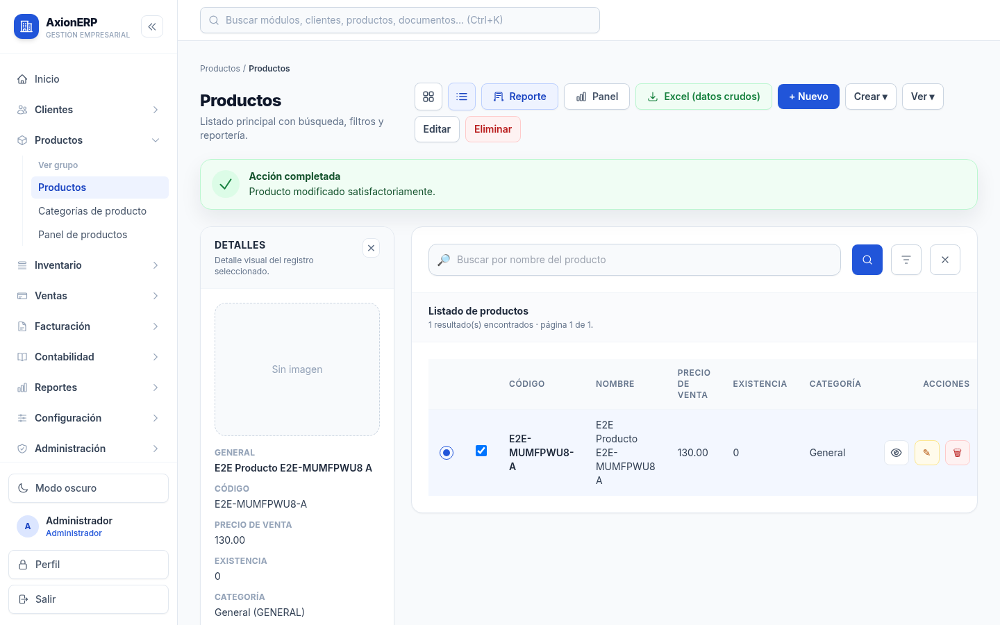 AxionERP
GESTIÓN EMPRESARIAL
Buscar módulos, clientes, productos, documentos... (Ctrl+K)
Inicio
Clientes
Productos
Ver grupo
Productos
Categorías de producto
Panel de productos
Inventario
Ventas
Facturación
Contabilidad
Reportes
Configuración
Administración
Modo oscuro
A
Administrador
Administrador
Perfil
Salir
Productos / Productos
Productos
Listado principal con búsqueda, filtros y
reportería.
Reporte
Panel
Excel (datos crudos)
+ Nuevo
Crear ▾
Ver ▾
Editar
Eliminar
Acción completada
Producto modificado satisfactoriamente.
DETALLES
Detalle visual del registro
seleccionado.
Sin imagen
GENERAL
E2E Producto E2E-MUMFPWU8 A
CÓDIGO
E2E-MUMFPWU8-A
PRECIO DE VENTA
130.00
EXISTENCIA
0
CATEGORÍA
General (GENERAL)
Buscar por nombre del producto
Listado de productos
1 resultado(s) encontrados · página 1 de 1.
CÓDIGO
NOMBRE
PRECIO
DE
VENTA
EXISTENCIA
CATEGORÍA
ACCIONES
E2E-
MUMFPWU8-
A
E2E
Producto
E2E-
MUMFPWU8
A
130.00
0
General